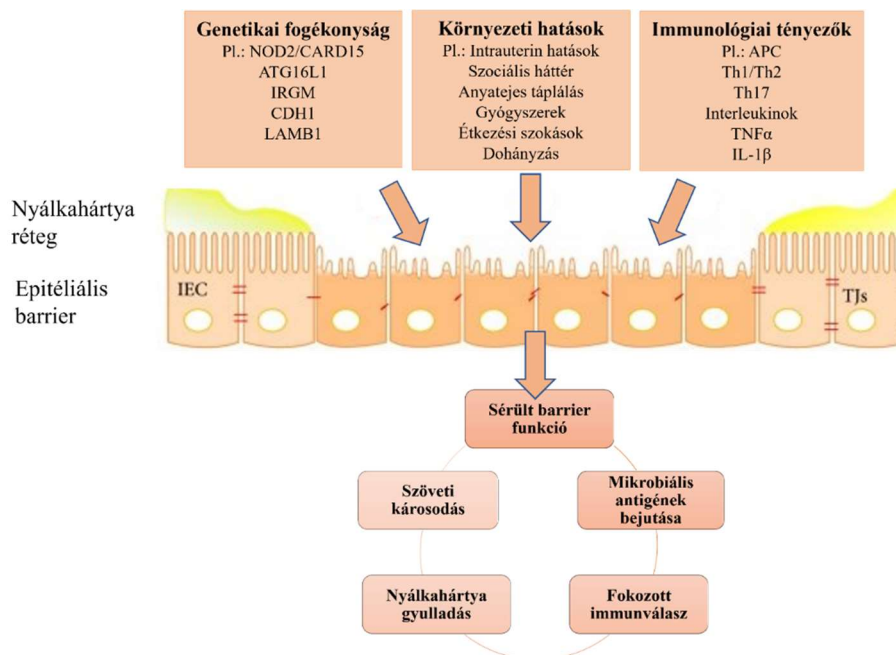 Genetikai fogékonyság
Pl.: NOD2/CARD15
ATG16L1
IRGM
CDH1
LAMB1
Környezeti hatások
Pl.: Intrauterin hatások
Szociális háttér
Anyatejes táplálás
Gyógyszerek
Étkezési szokások
Dohányzás
Immunológiai tényezők
Pl.: APC
Th1/Th2
Th17
Interleukinok
TNFα
IL-1β
Nyálkahártya
réteg
Epitéliális
barrier
IEC
TJs
Sérült barrier
funkció
Mikrobiális
antigének
bejutása
Fokozott
immunválasz
Nyálkahártya
gyulladás
Szöveti
károsodás